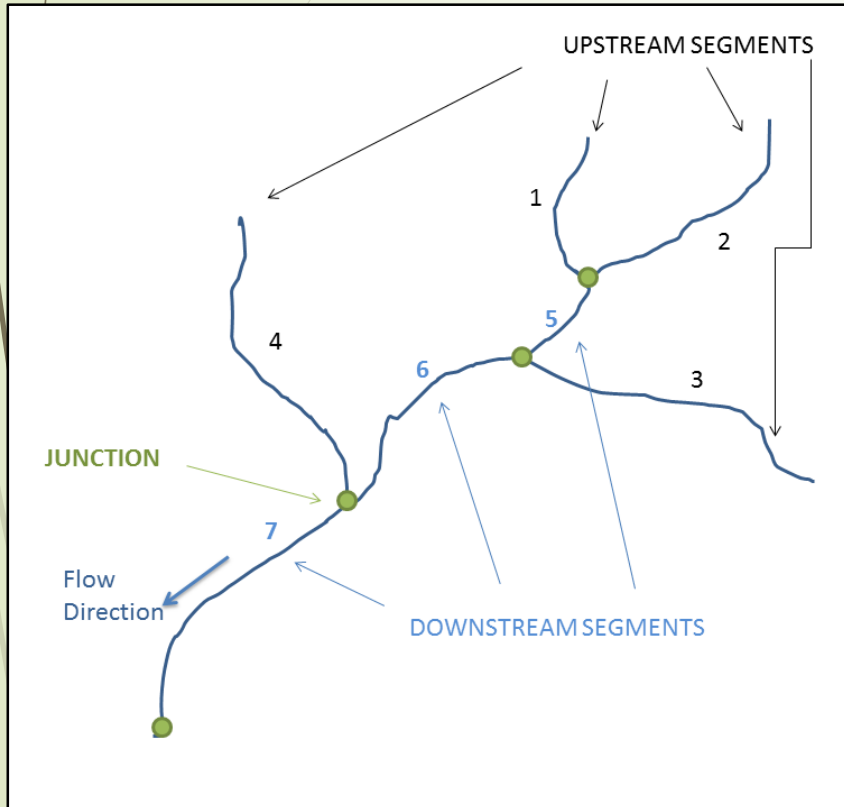 UPSTREAM SEGMENTS
1
2
5
4
6
3
JUNCTION
7
Flow
Direction
DOWNSTREAM SEGMENTS